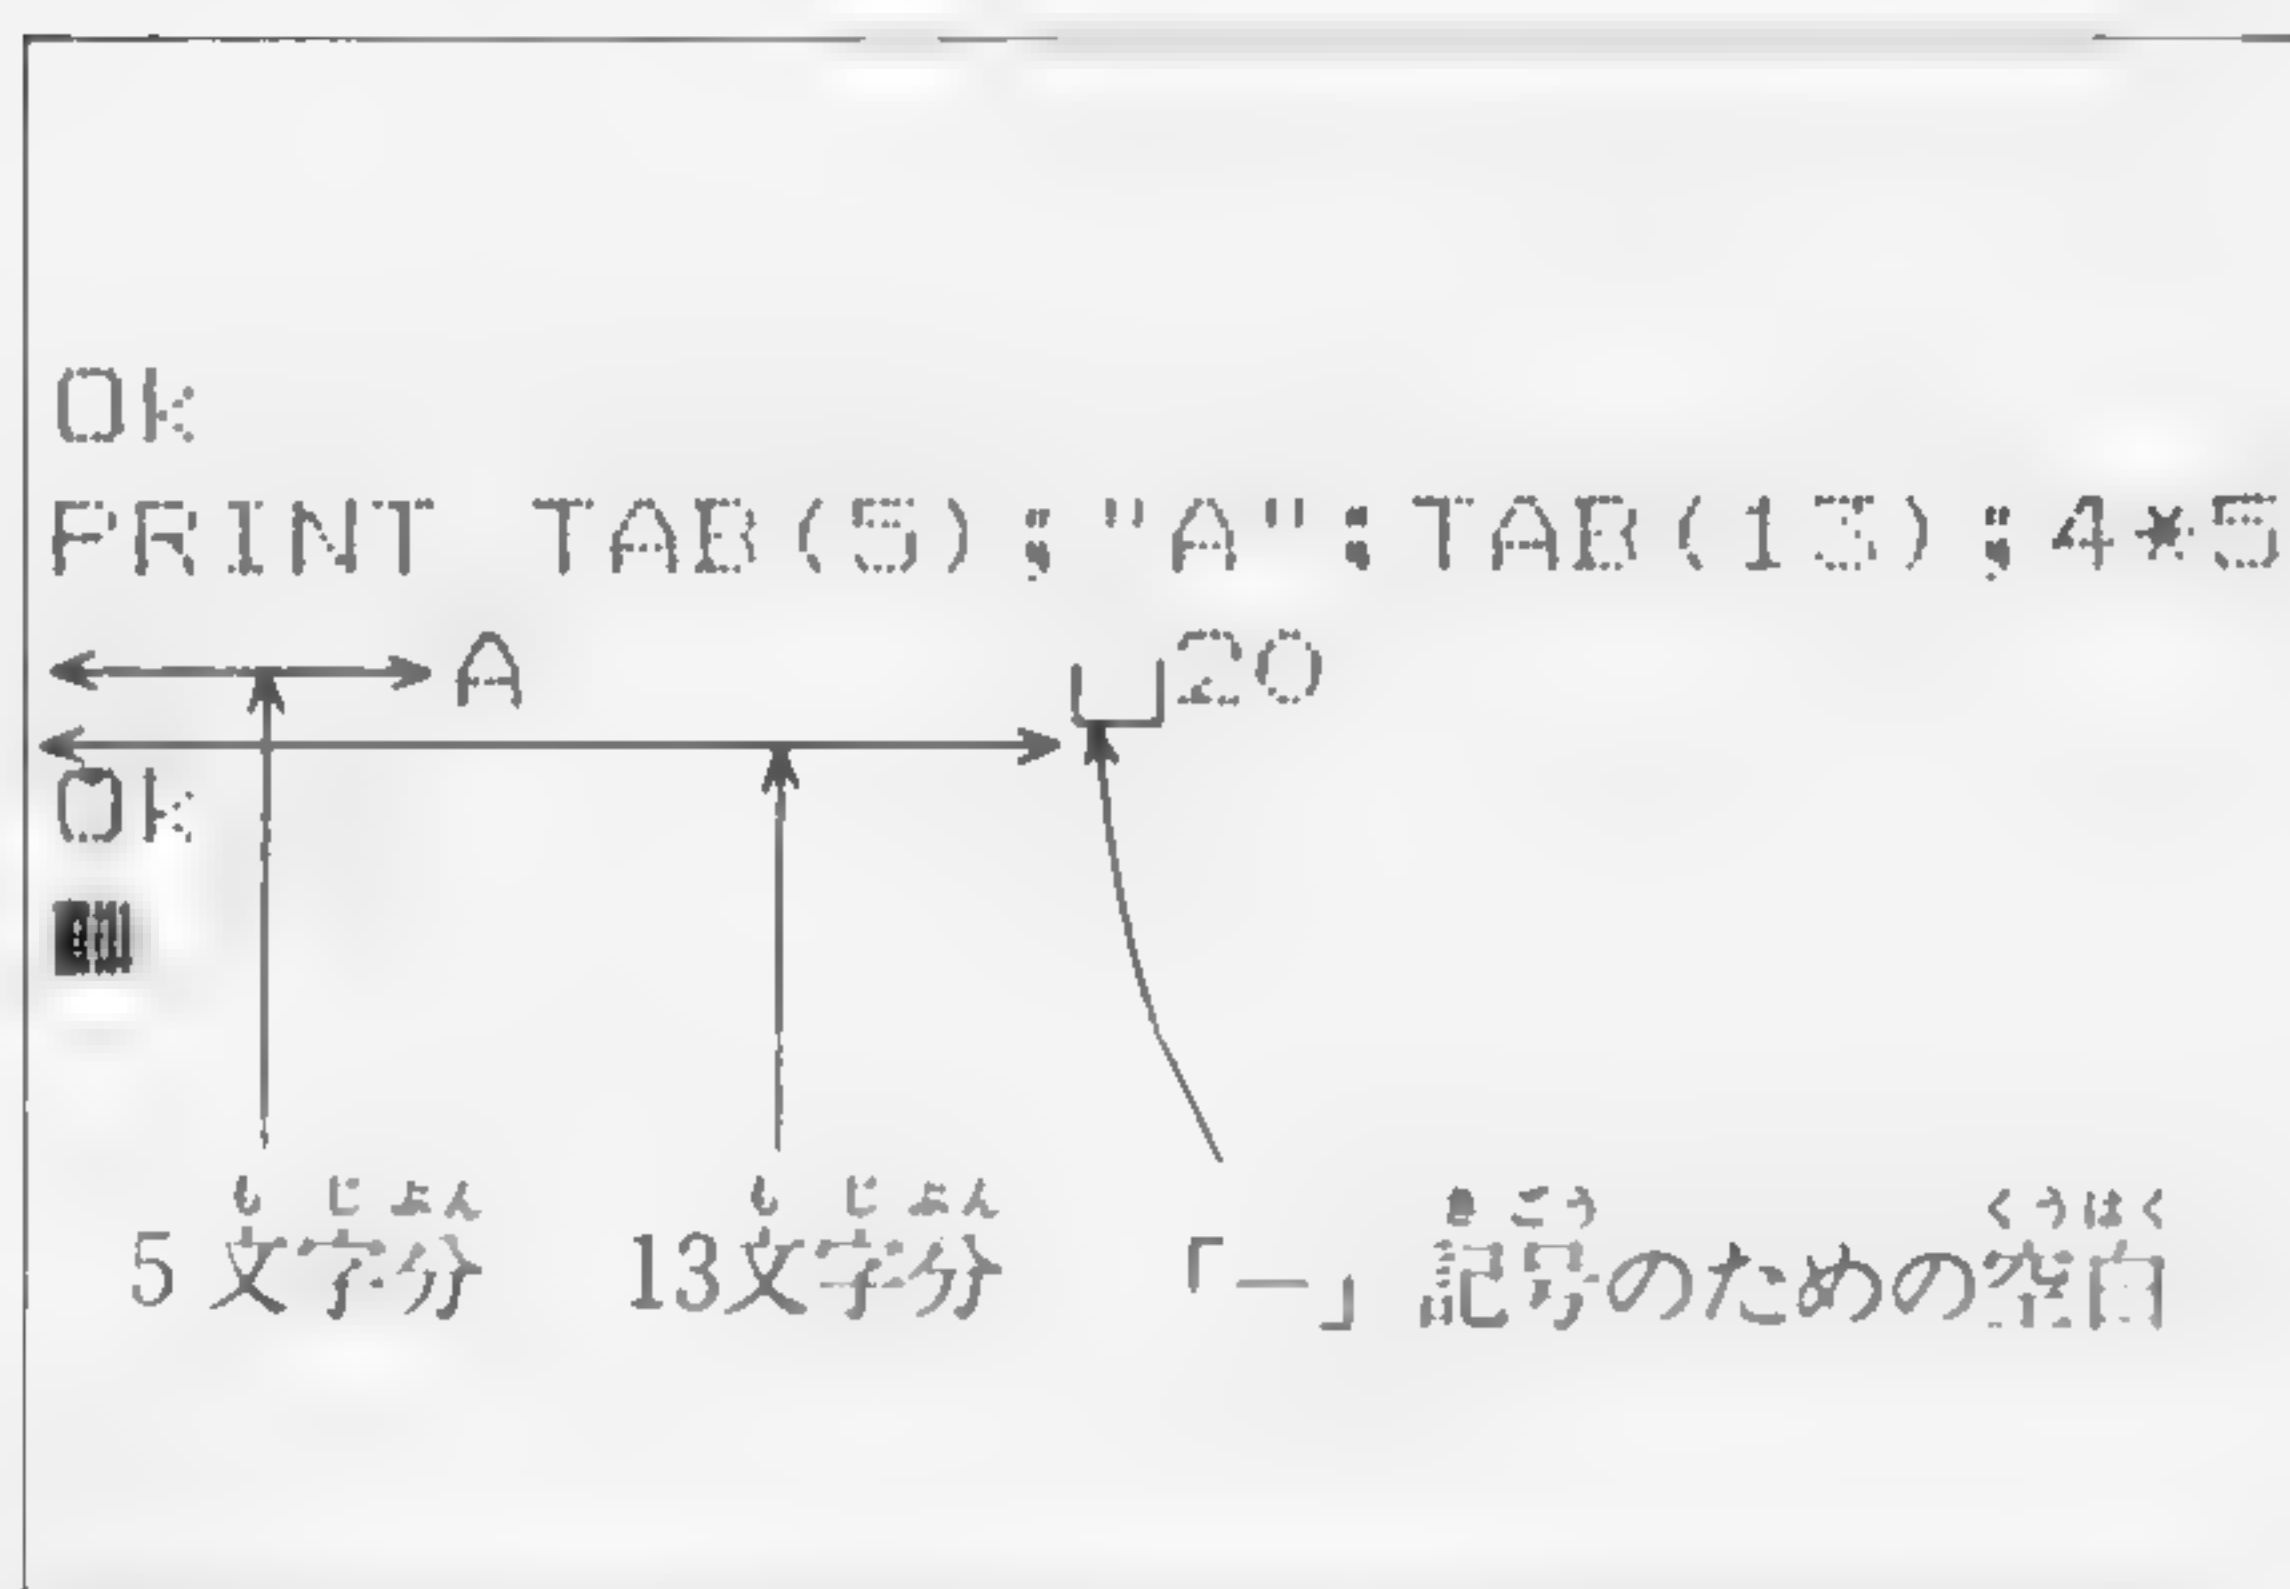 Ok
PRINT TAB(5);"A":TAB(13);4*5
A 20
Ok
もじぶん もじぶん きごう くうはく
5文字分 13文字分 「―」記号のための空白